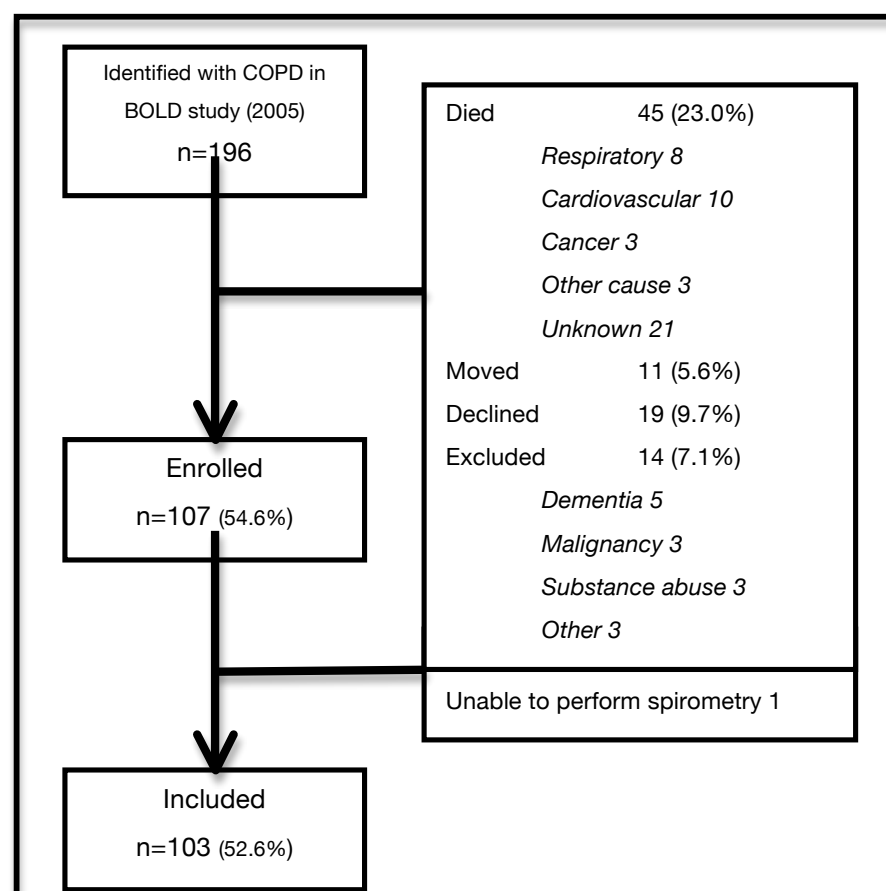 Identified with COPD in
BOLD study (2005)
n=196
Died 45 (23.0%)
Respiratory 8
Cardiovascular 10
Cancer 3
Other cause 3
Unknown 21
Moved 11 (5.6%)
Declined 19 (9.7%)
Excluded 14 (7.1%)
Dementia 5
Malignancy 3
Substance abuse 3
Other 3
Enrolled
n=107 (54.6%)
Unable to perform spirometry 1
Included
n=103 (52.6%)